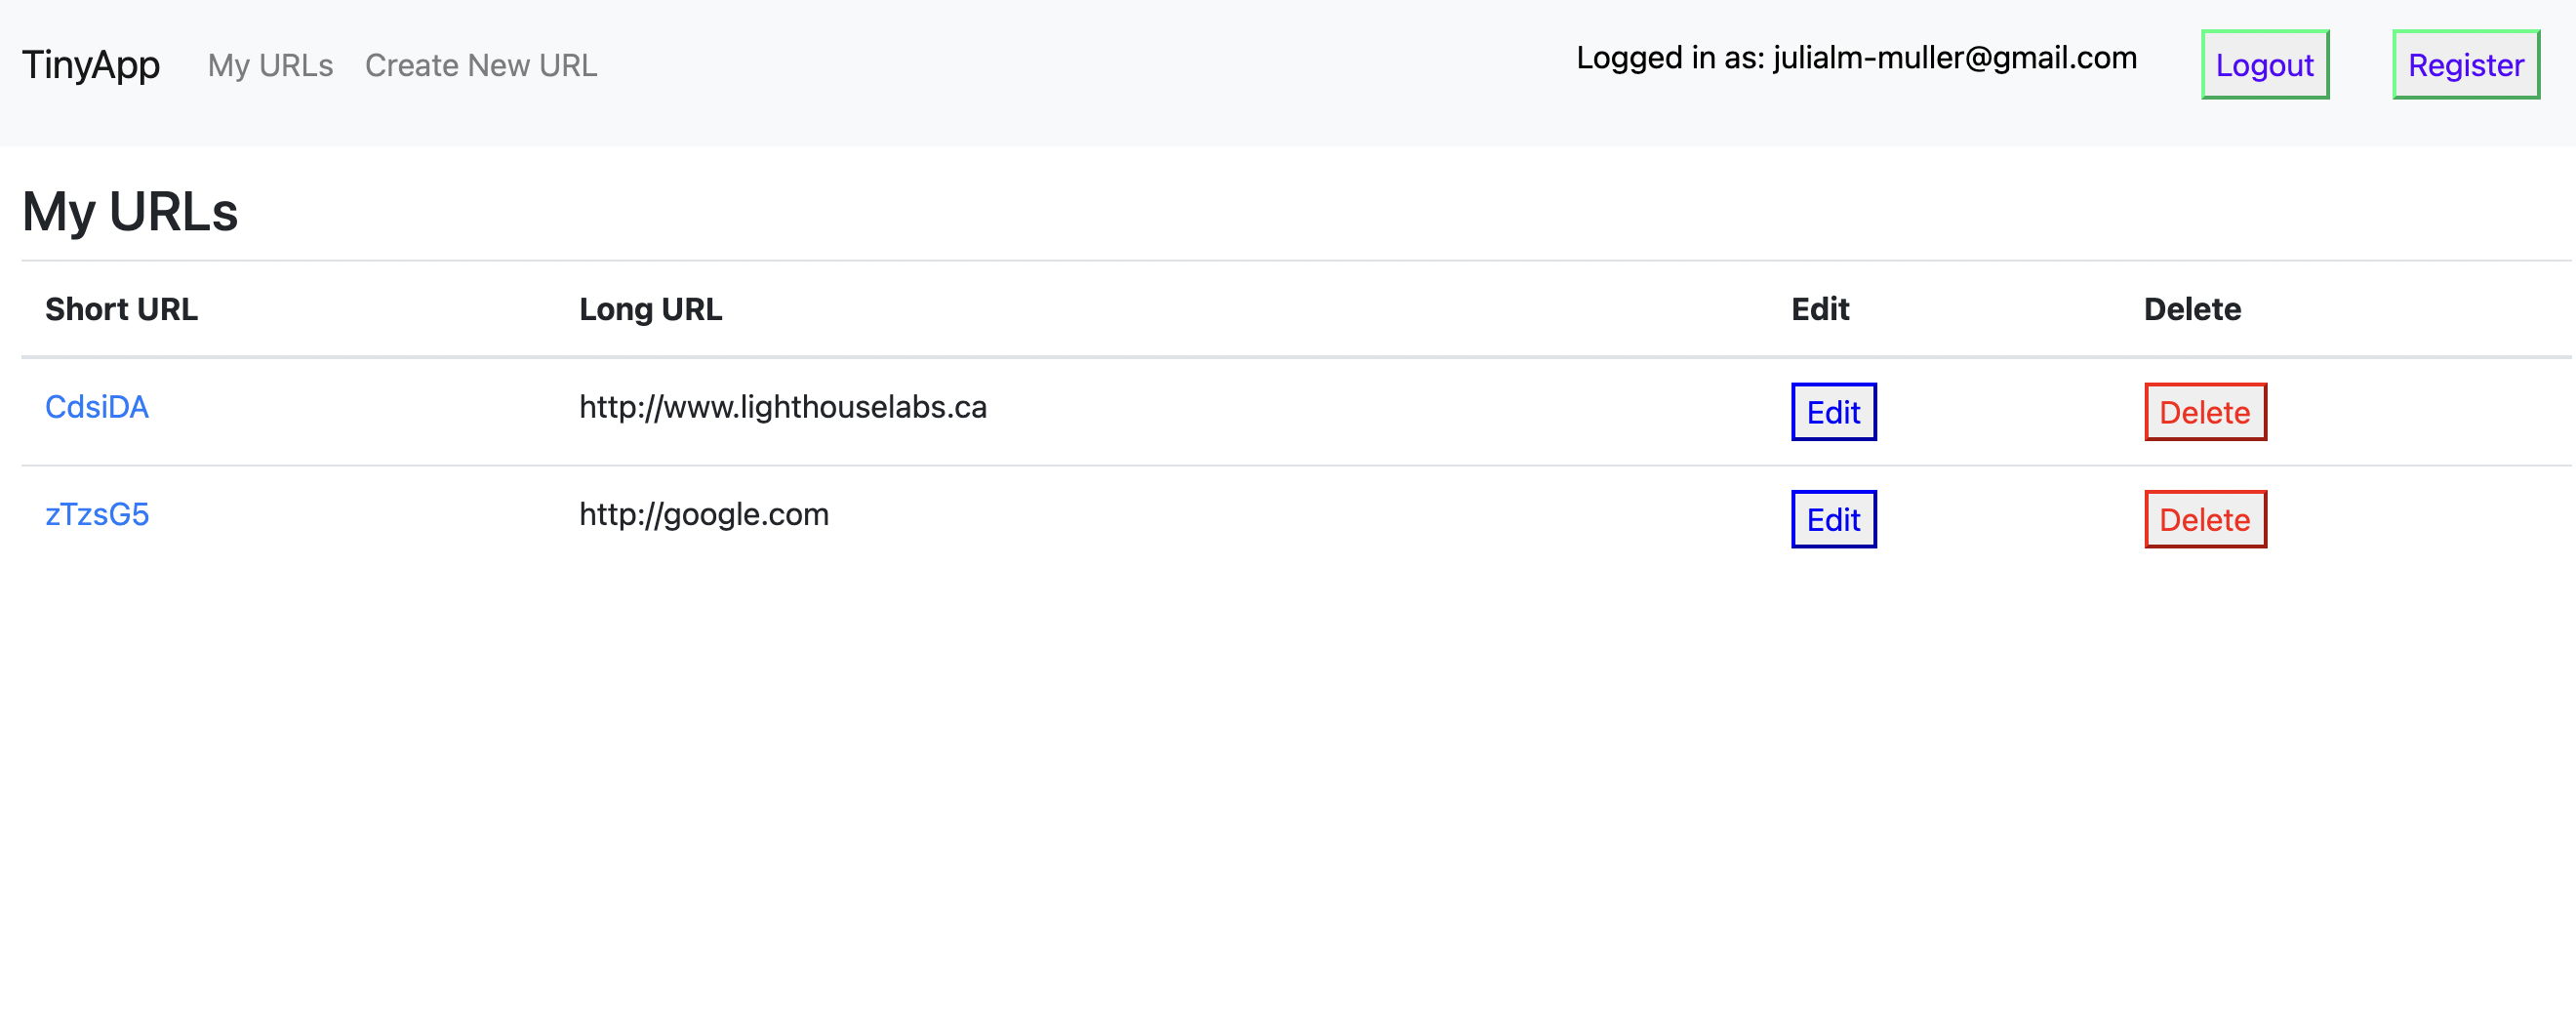 TinyApp My URLs Create New URL Logged in as: julialm-muller@gmail.com Logout Register
My URLs
Short URL Long URL Edit Delete
CdsiDA http://www.lighthouselabs.ca Edit Delete
zTzsG5 http://google.com Edit Delete